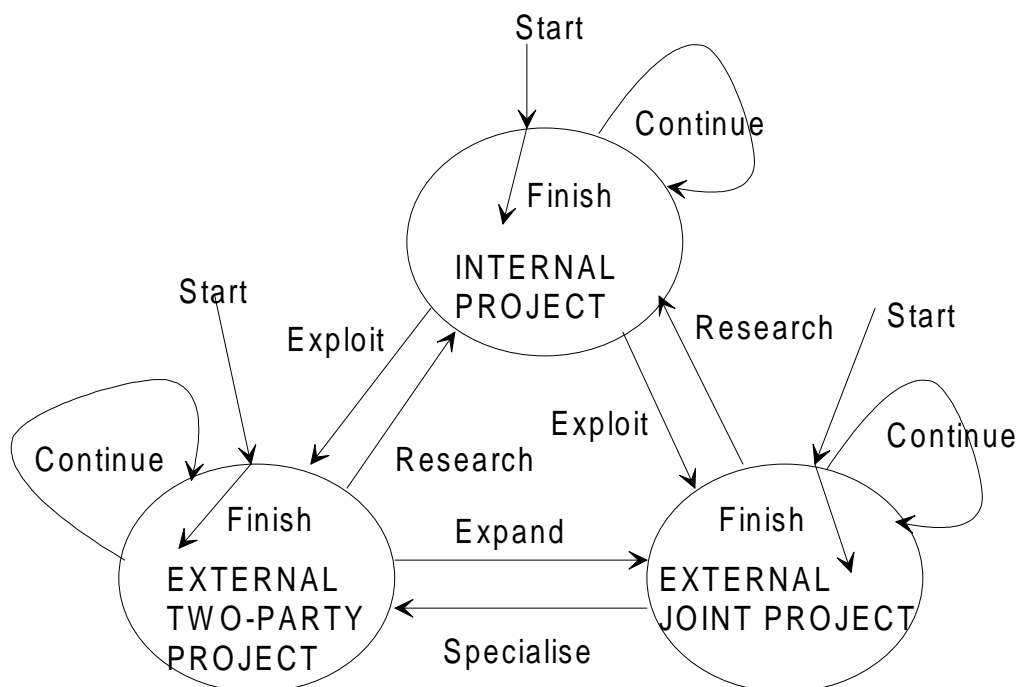 Start
Continue
Finish
INTERNAL
PROJECT
Start
Exploit
Research
Start
Continue
Research
Exploit
Continue
Finish
Expand
Finish
EXTERNAL
TWO-PARTY
PROJECT
EXTERNAL
JOINT PROJECT
Specialise